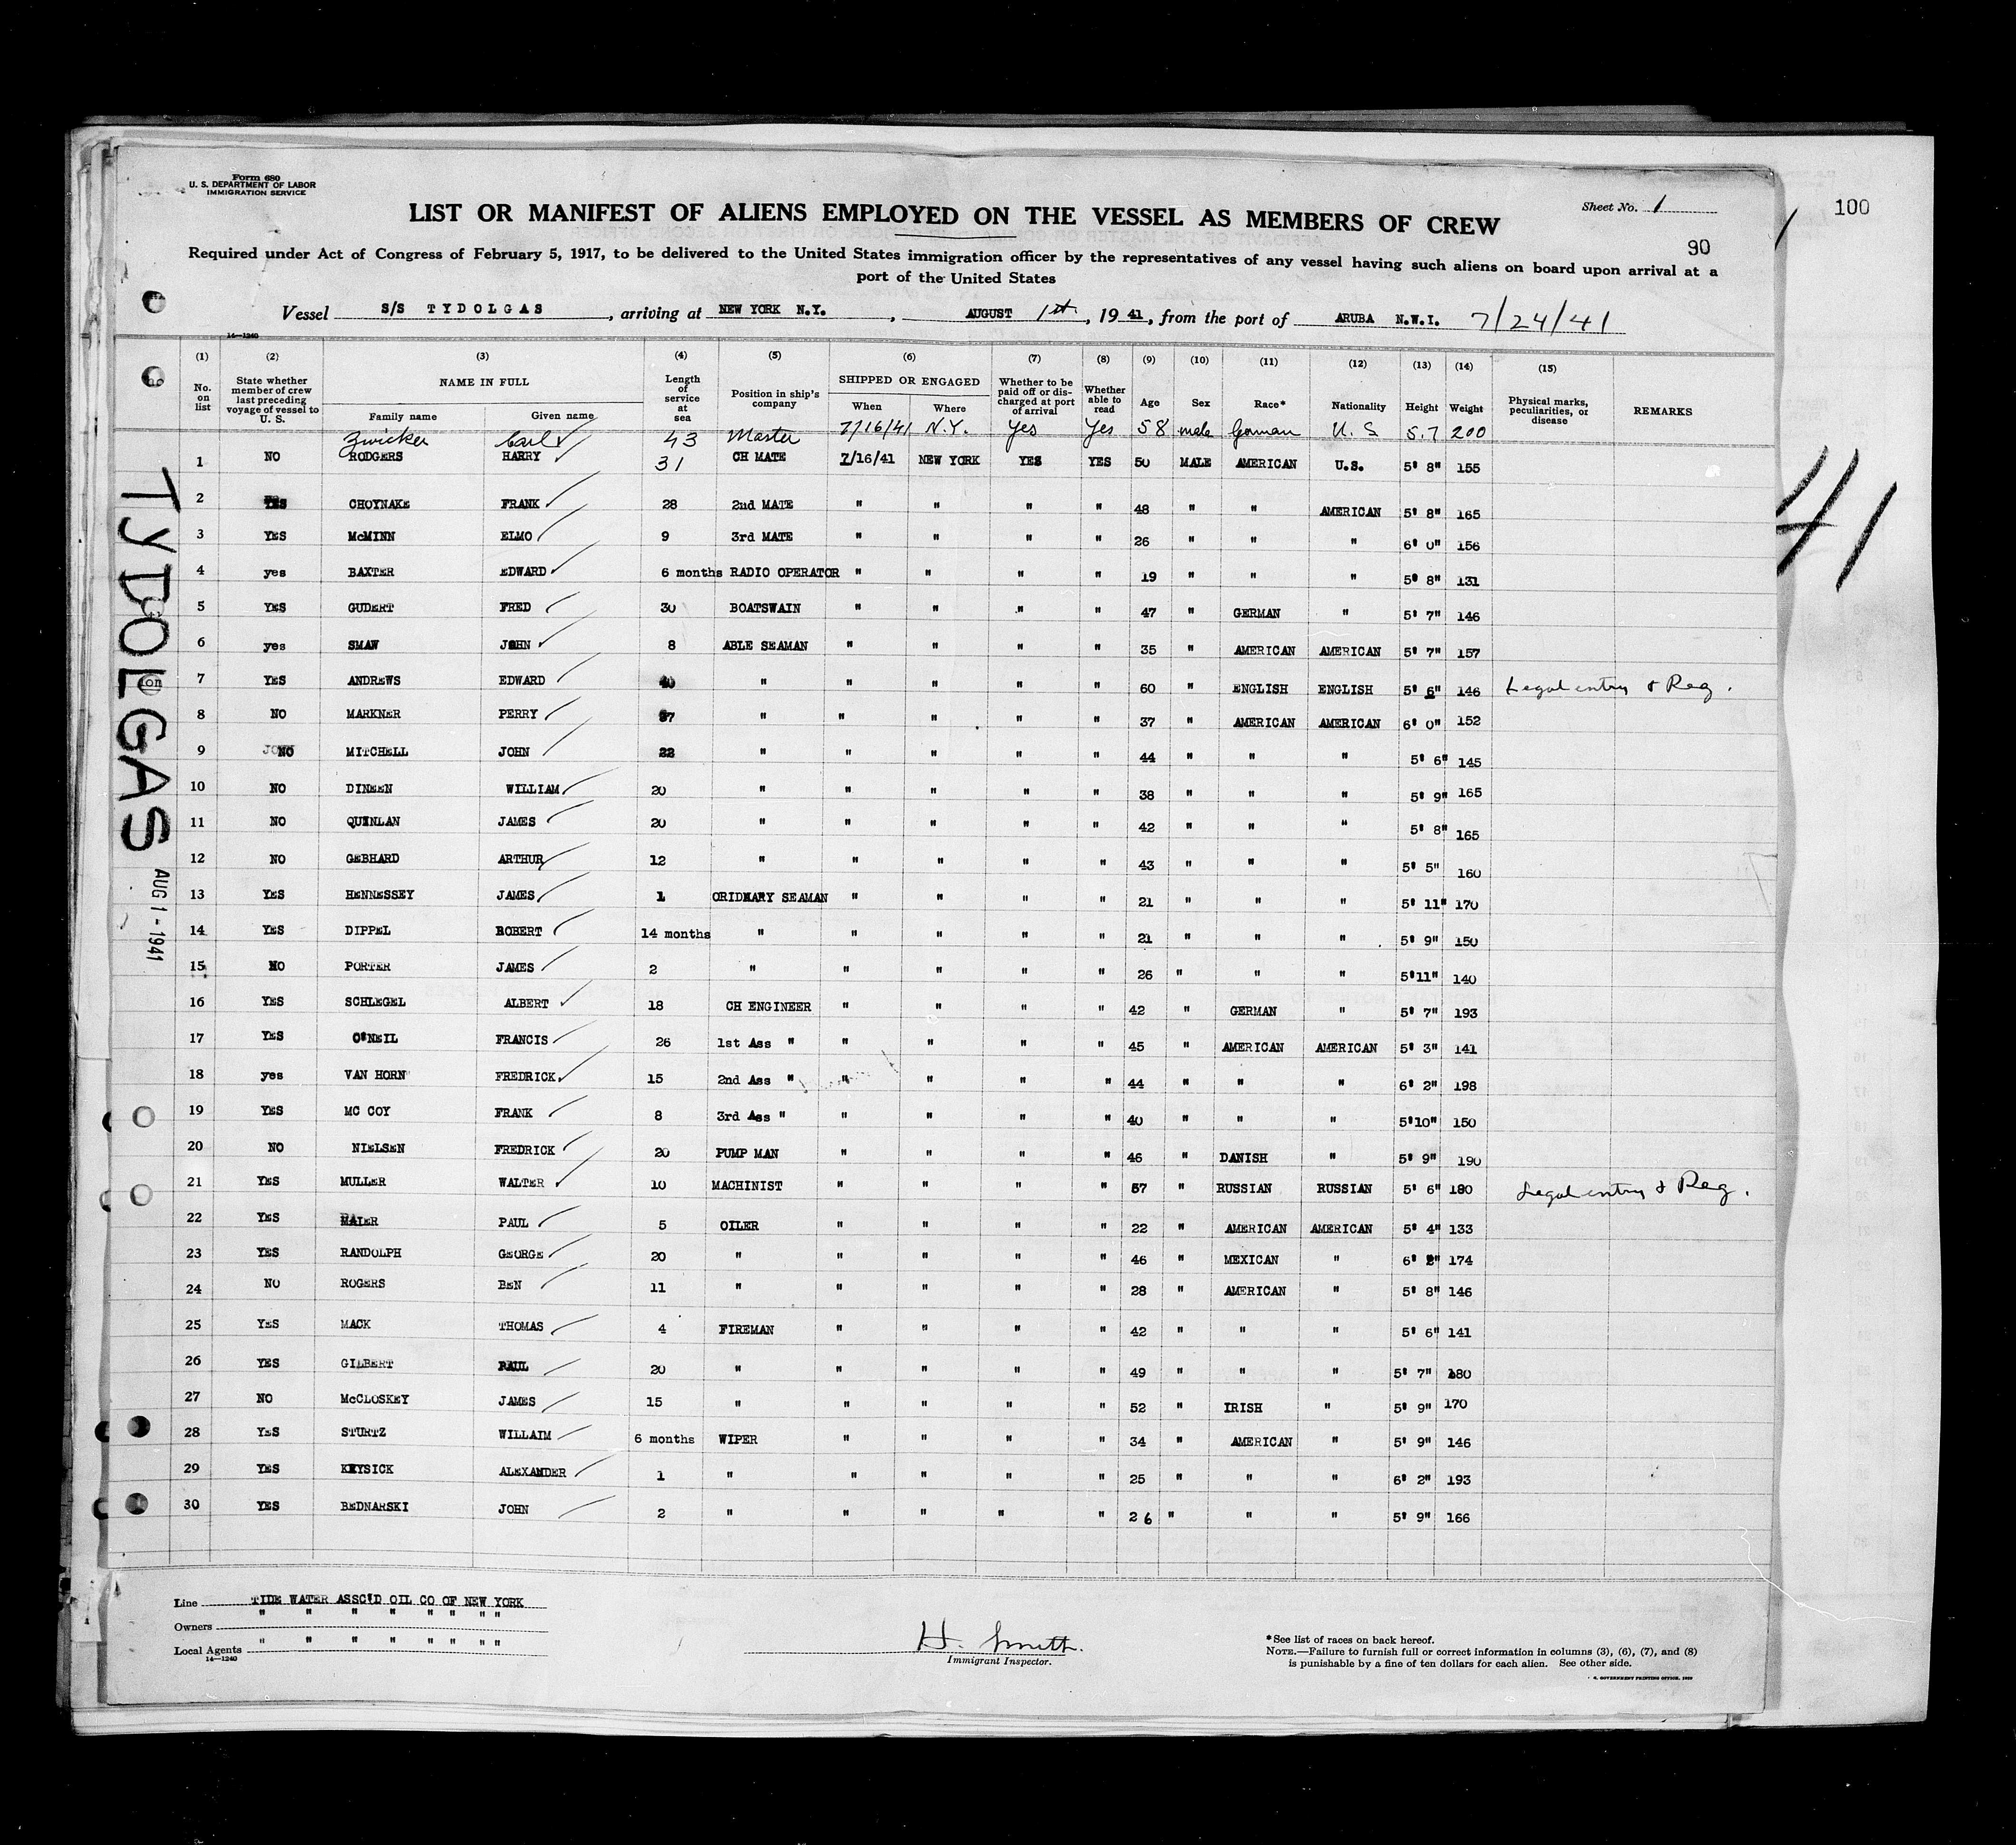 Form 680
U. S. DEPARTMENT OF LABOR
IMMIGRATION SERVICE
Sheet No. 1
100
LIST OR MANIFEST OF ALIENS EMPLOYED ON THE VESSEL AS MEMBERS OF CREW
90
Required under Act of Congress of February 5, 1917, to be delivered to the United States immigration officer by the representatives of any vessel having such aliens on board upon arrival at a
port of the United States
Vessel S/S TYDOLGAS, arriving at NEW YORK N.Y., AUGUST 1st, 1941, from the port of ARUBA N.W.I. 7/24/41
14—1240
(1) (2) (3) (4) (5) (6) (7) (8) (9) (10) (11) (12) (13) (14) (15)
No. on list State whether member of crew last preceding voyage of vessel to U. S. NAME IN FULL Family name Given name Length of service at sea Position in ship's company SHIPPED OR ENGAGED When Where Whether to be paid off or discharged at port of arrival Whether able to read Age Sex Race* Nationality Height Weight Physical marks, peculiarities, or disease REMARKS
Zwicker Carl 43 Master 7/16/41 N.Y. Yes Yes 58 male German U. S 5.7 200
1 NO RODGERS HARRY 31 CH MATE 7/16/41 NEW YORK YES YES 50 MALE AMERICAN U.S. 5' 8" 155
2 YES CHOYNAKE FRANK 28 2nd MATE " " " " 48 " " AMERICAN 5' 8" 165
3 YES McMINN ELMO 9 3rd MATE " " " " 26 " " " 6' 0" 156
4 yes BAXTER EDWARD 6 months RADIO OPERATOR " " " " 19 " " " 5' 8" 131
5 YES GUDERT FRED 30 BOATSWAIN " " " " 47 " GERMAN " 5' 7" 146
6 yes SMAW JOHN 8 ABLE SEAMAN " " " " 35 " AMERICAN AMERICAN 5' 7" 157
7 YES ANDREWS EDWARD 40 " " " " " 60 " ENGLISH ENGLISH 5' 6" 146 Legal entry & Reg.
8 NO MARKNER PERRY " " " " " 37 " AMERICAN AMERICAN 6' 0" 152
9 NO MITCHELL JOHN 22 " " " " " 44 " " " 5' 6" 145
10 NO DINEEN WILLIAM 20 " " " " " 38 " " " 5' 9" 165
11 NO QUINLAN JAMES 20 " " " " " 42 " " " 5' 8" 165
12 NO GEBHARD ARTHUR 12 " " " " " 43 " " " 5' 5" 160
13 YES HENNESSEY JAMES 1 ORIDNARY SEAMAN " " " " 21 " " " 5' 11" 170
14 YES DIPPEL ROBERT 14 months " " " " " 21 " " " 5' 9" 150
15 NO PORTER JAMES 2 " " " " " 26 " " " 5'11" 140
16 YES SCHLEGEL ALBERT 18 CH ENGINEER " " " " 42 " GERMAN " 5' 7" 193
17 YES O'NEIL FRANCIS 26 1st Ass " " " " " 45 " AMERICAN AMERICAN 5' 3" 141
18 yes VAN HORN FREDRICK 15 2nd Ass " " " " " 44 " " " 6' 2" 198
19 YES MC COY FRANK 8 3rd Ass " " " " " 40 " " " 5'10" 150
20 NO NIELSEN FREDRICK 20 PUMP MAN " " " " 46 " DANISH " 5' 9" 190
21 YES MULLER WALTER 10 MACHINIST " " " " 57 " RUSSIAN RUSSIAN 5' 6" 180 Legal entry & Reg.
22 YES MAIER PAUL 5 OILER " " " " 22 " AMERICAN AMERICAN 5' 4" 133
23 YES RANDOLPH GEORGE 20 " " " " " 46 " MEXICAN " 6' 2" 174
24 NO ROGERS BEN 11 " " " " " 28 " AMERICAN " 5' 8" 146
25 YES MACK THOMAS 4 FIREMAN " " " " 42 " " " 5' 6" 141
26 YES GILBERT PAUL 20 " " " " " 49 " " " 5' 7" 180
27 NO McCLOSKEY JAMES 15 " " " " " 52 " IRISH " 5' 9" 170
28 YES STURTZ WILLAIM 6 months WIPER " " " " 34 " AMERICAN " 5' 9" 146
29 YES KEYSICK ALEXANDER 1 " " " " " 25 " " " 6' 2" 193
30 YES BEDNARSKI JOHN 2 " " " " " 26 " " " 5' 9" 166
TYDOLGAS
AUG 1 - 1941
41
Line TIDE WATER ASSC'D OIL CO OF NEW YORK
Owners " " " " " " " "
Local Agents " " " " " " " "
14—1240
H. Smith.
Immigrant Inspector.
*See list of races on back hereof.
NOTE.—Failure to furnish full or correct information in columns (3), (6), (7), and (8)
is punishable by a fine of ten dollars for each alien. See other side.